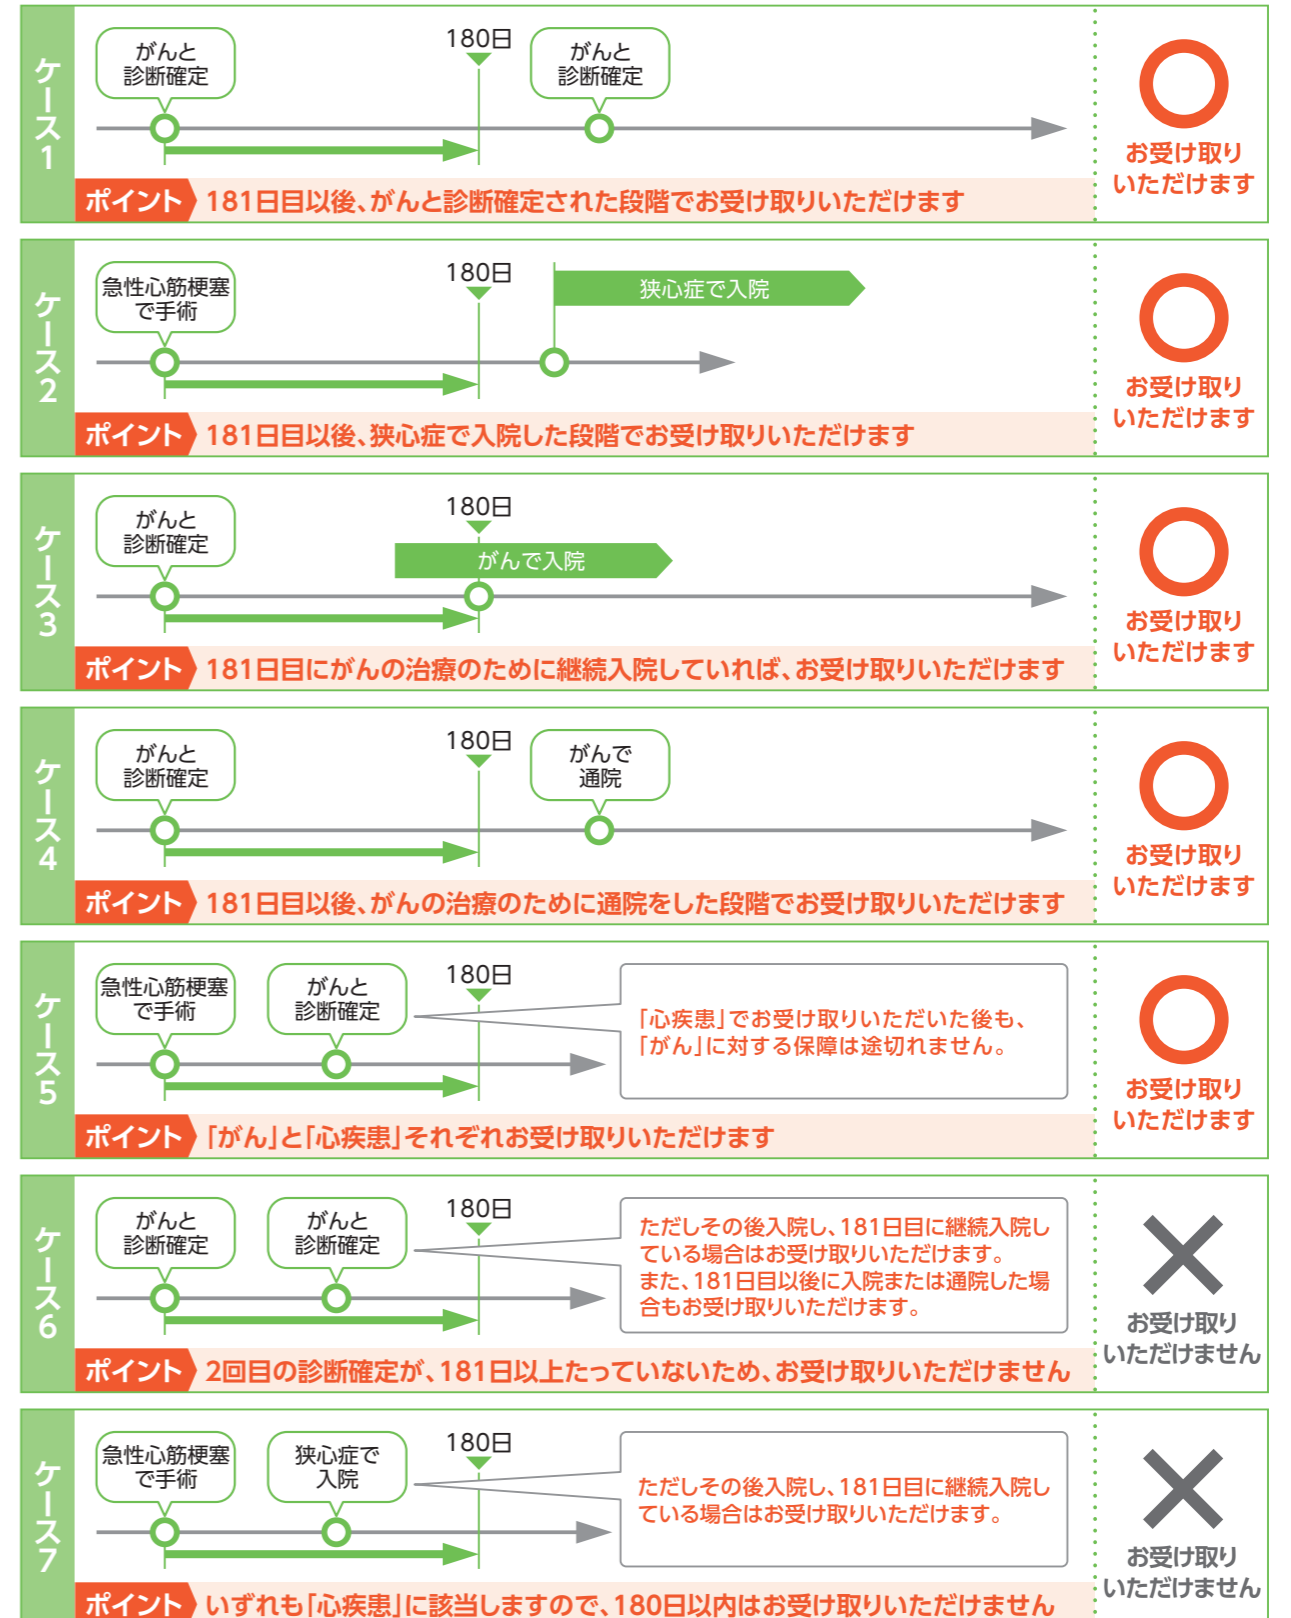 ケース1
がんと
診断確定
180日
がんと
診断確定
お受け取り
いただけます
ポイント
181日目以後、がんと診断確定された段階でお受け取りいただけます
ケース2
急性心筋梗塞
で手術
180日
狭心症で入院
お受け取り
いただけます
ポイント
181日目以後、狭心症で入院した段階でお受け取りいただけます
ケース3
がんと
診断確定
180日
がんで入院
お受け取り
いただけます
ポイント
181日目にがんの治療のために継続入院していれば、お受け取りいただけます
ケース4
がんと
診断確定
180日
がんで
通院
お受け取り
いただけます
ポイント
181日目以後、がんの治療のために通院をした段階でお受け取りいただけます
ケース5
急性心筋梗塞
で手術
がんと
診断確定
180日
「心疾患」でお受け取りいただいた後も、
「がん」に対する保障は途切れません。
お受け取り
いただけます
ポイント
「がん」と「心疾患」それぞれお受け取りいただけます
ケース6
がんと
診断確定
がんと
診断確定
180日
ただしその後入院し、181日目に継続入院し
ている場合はお受け取りいただけます。
また、181日目以後に入院または通院した場
合もお受け取りいただけます。
お受け取り
いただけません
ポイント
2回目の診断確定が、181日以上たっていないため、お受け取りいただけません
ケース7
急性心筋梗塞
で手術
狭心症で
入院
180日
ただしその後入院し、181日目に継続入院し
ている場合はお受け取りいただけます。
お受け取り
いただけません
ポイント
いずれも「心疾患」に該当しますので、180日以内はお受け取りいただけません